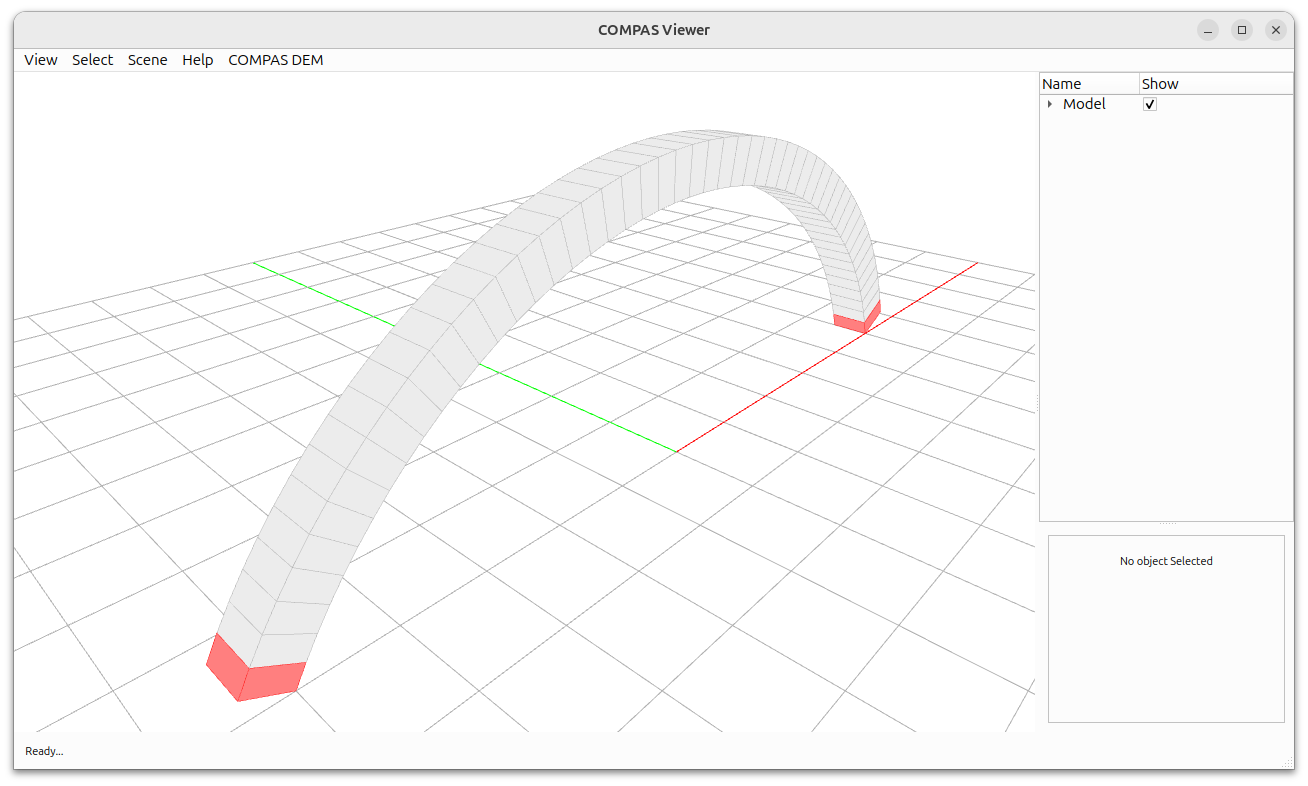 COMPAS Viewer
View Select Scene Help COMPAS DEM
Name Show
Model
No object Selected
Ready...